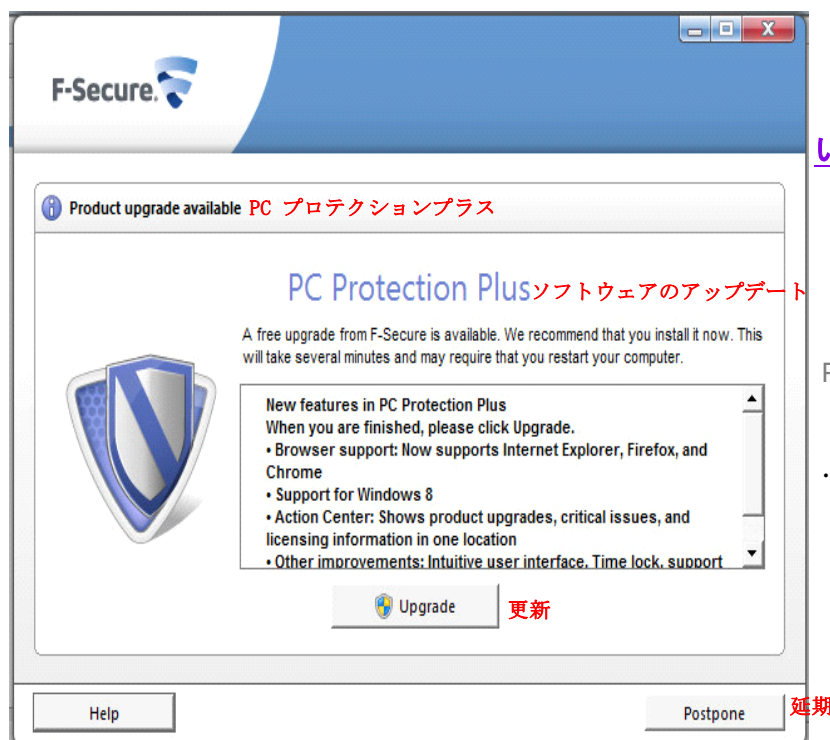 F-Secure.
い
Product upgrade available PC プロテクションプラス
PC Protection Plus ソフトウェアのアップデート
A free upgrade from F-Secure is available. We recommend that you install it now. This
will take several minutes and may require that you restart your computer.
New features in PC Protection Plus
When you are finished, please click Upgrade.
• Browser support: Now supports Internet Explorer, Firefox, and
Chrome
• Support for Windows 8
• Action Center: Shows product upgrades, critical issues, and
licensing information in one location
• Other improvements: Intuitive user interface, Time lock, support
Upgrade 更新
Help
Postpone 延期